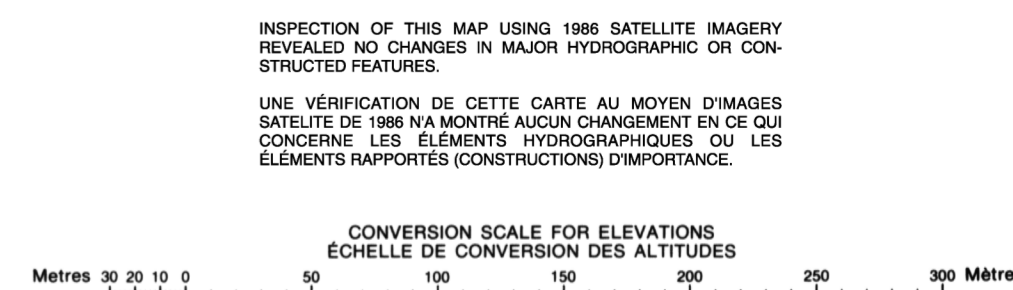 INSPECTION OF THIS MAP USING 1986 SATELLITE IMAGERY
REVEALED NO CHANGES IN MAJOR HYDROGRAPHIC OR CON-
STRUCTED FEATURES.
UNE VÉRIFICATION DE CETTE CARTE AU MOYEN D'IMAGES
SATELITE DE 1986 N'A MONTRÉ AUCUN CHANGEMENT EN CE QUI
CONCERNE LES ÉLÉMENTS HYDROGRAPHIQUES OU LES
ÉLÉMENTS RAPPORTÉS (CONSTRUCTIONS) D'IMPORTANCE.
CONVERSION SCALE FOR ELEVATIONS
ÉCHELLE DE CONVERSION DES ALTITUDES
Metres 30 20 10 0 50 100 150 200 250 300 Mètre